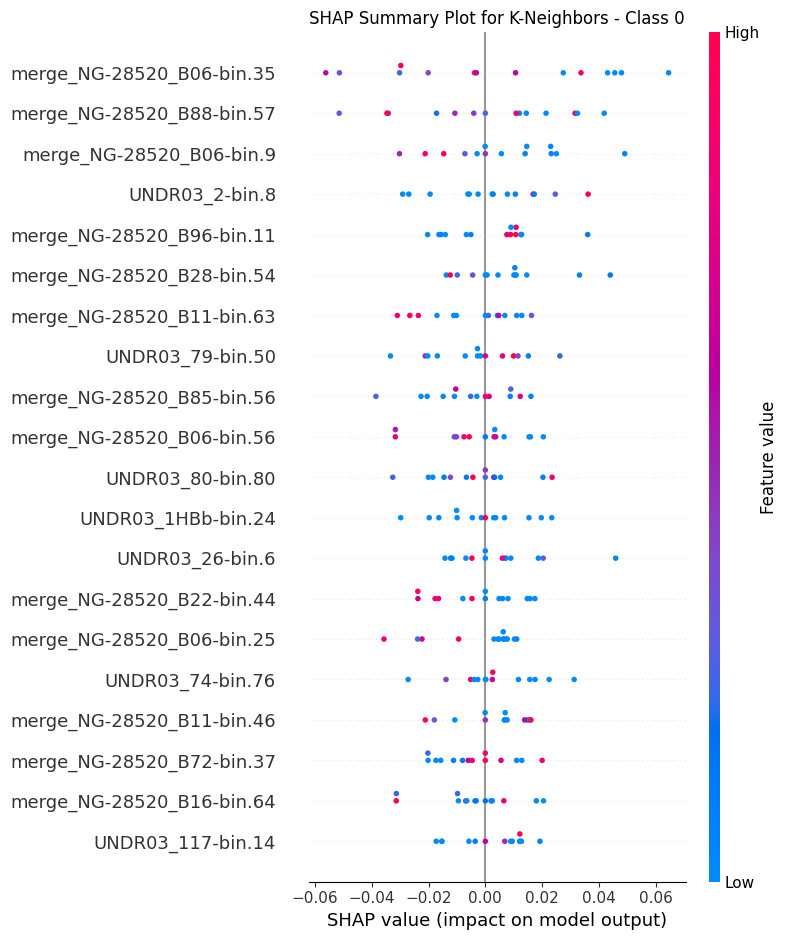 SHAP Summary Plot for K-Neighbors - Class 0
High
merge_NG-28520_B06-bin.35
merge_NG-28520_B88-bin.57
merge_NG-28520_B06-bin.9
UNDR03_2-bin.8
merge_NG-28520_B96-bin.11
merge_NG-28520_B28-bin.54
merge_NG-28520_B11-bin.63
UNDR03_79-bin.50
merge_NG-28520_B85-bin.56
merge_NG-28520_B06-bin.56
UNDR03_80-bin.80
UNDR03_1HBb-bin.24
UNDR03_26-bin.6
merge_NG-28520_B22-bin.44
merge_NG-28520_B06-bin.25
UNDR03_74-bin.76
merge_NG-28520_B11-bin.46
merge_NG-28520_B72-bin.37
merge_NG-28520_B16-bin.64
UNDR03_117-bin.14
Feature value
Low
−0.06 −0.04 −0.02 0.00 0.02 0.04 0.06
SHAP value (impact on model output)